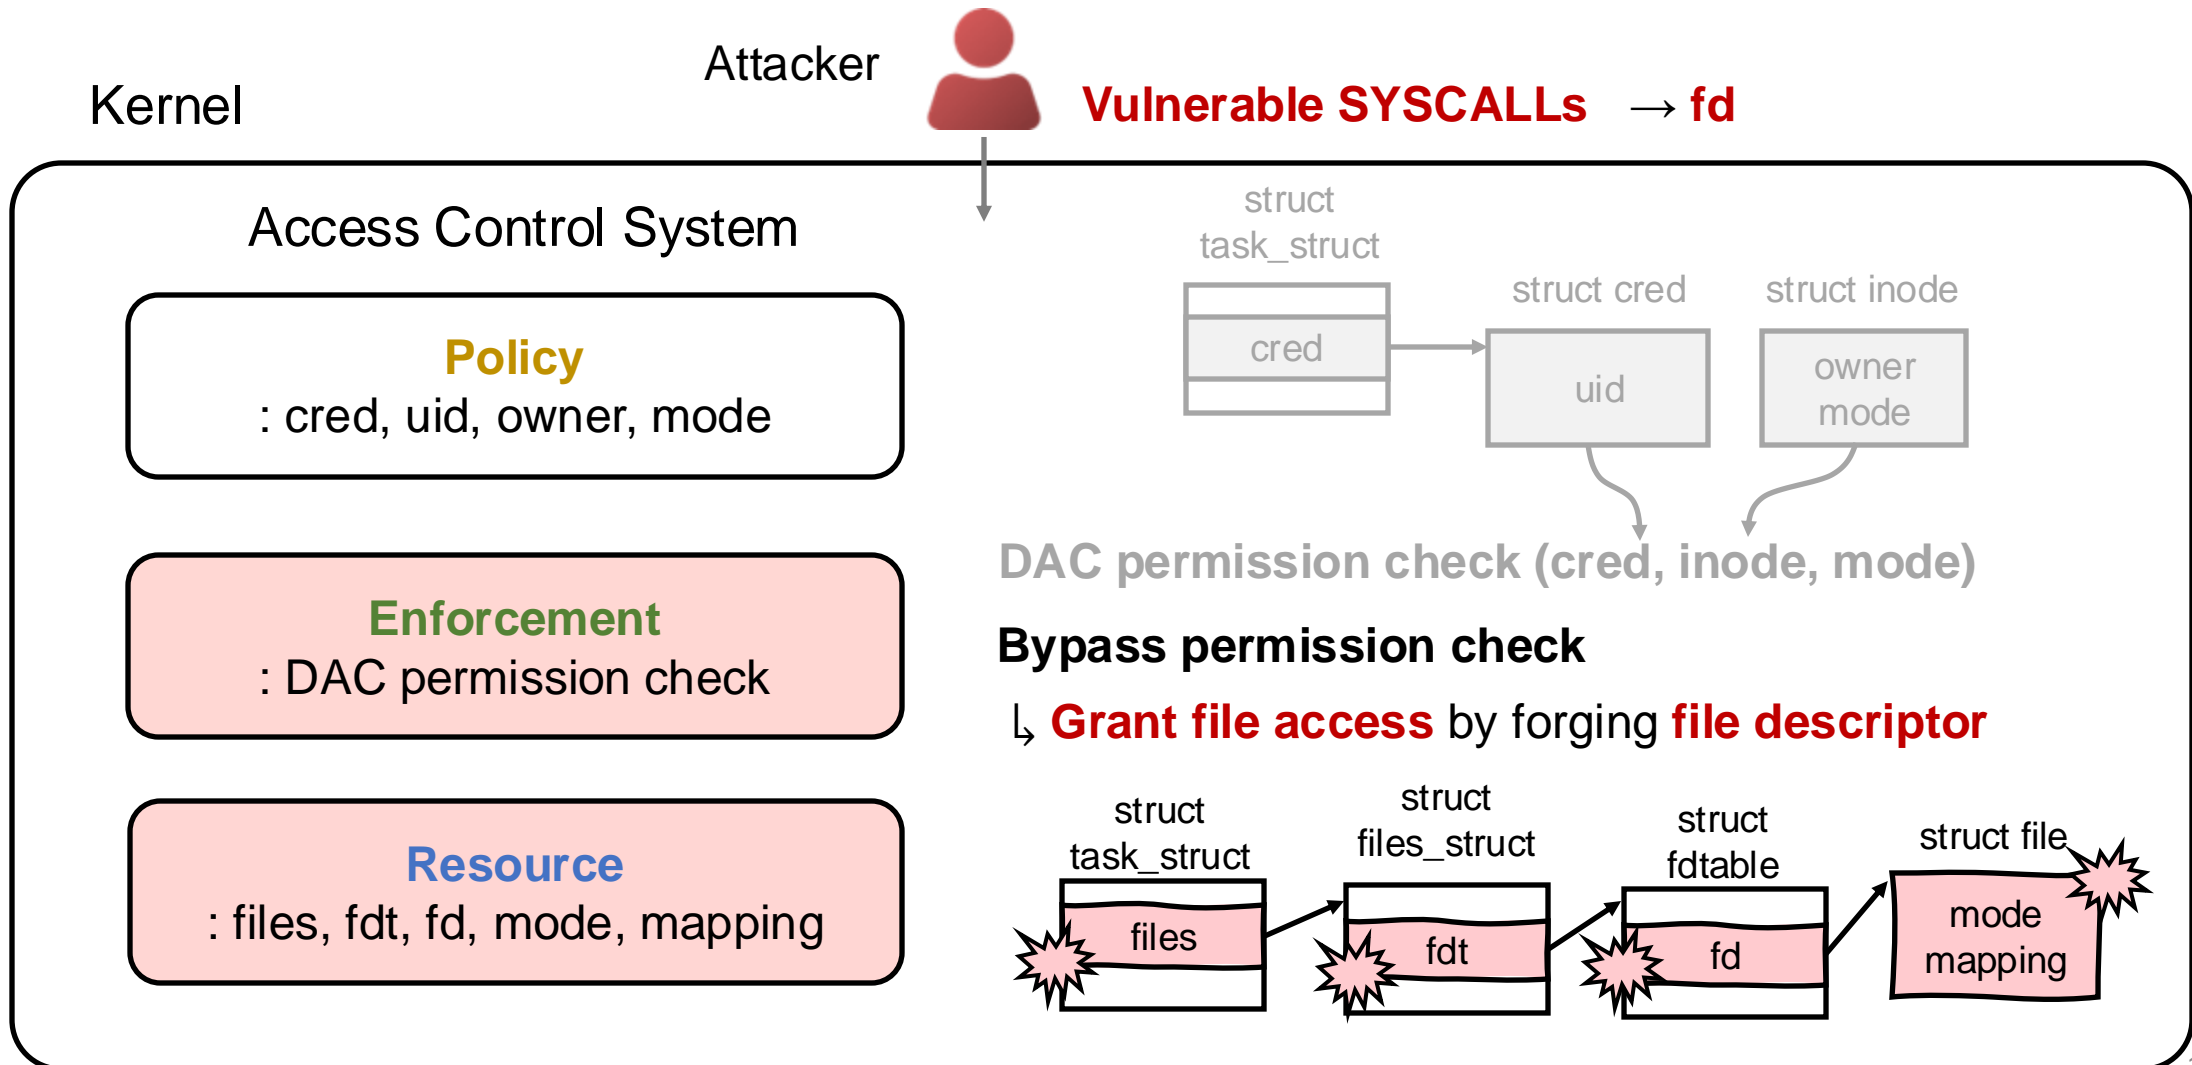 Attacker
Kernel
Vulnerable SYSCALLs → fd
Access Control System
Policy
: cred, uid, owner, mode
Enforcement
: DAC permission check
Resource
: files, fdt, fd, mode, mapping
struct
task_struct
cred
struct cred
uid
struct inode
owner
mode
DAC permission check (cred, inode, mode)
Bypass permission check
↳ Grant file access by forging file descriptor
struct
task_struct
files
struct
files_struct
fdt
struct
fdtable
fd
struct file
mode
mapping